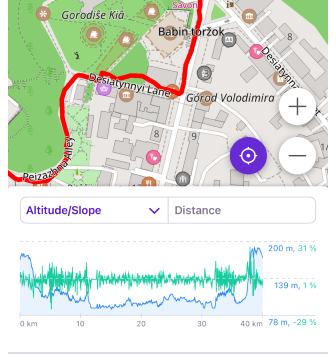 Savon
Gorodiše Kiâ
Babin toržok
Desiatynnyi Lane
Desiatynna
Gorod Volodimira
8
9
8
Peizazhna Alley
Altitude/Slope
Distance
200 m, 31 %
139 m, 1 %
78 m, -29 %
0 km
10
20
30
40 km